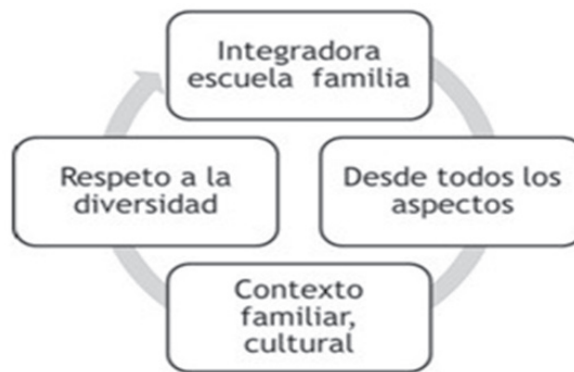 Integradora
escuela familia
Desde todos los
aspectos
Contexto
familiar,
cultural
Respeto a la
diversidad